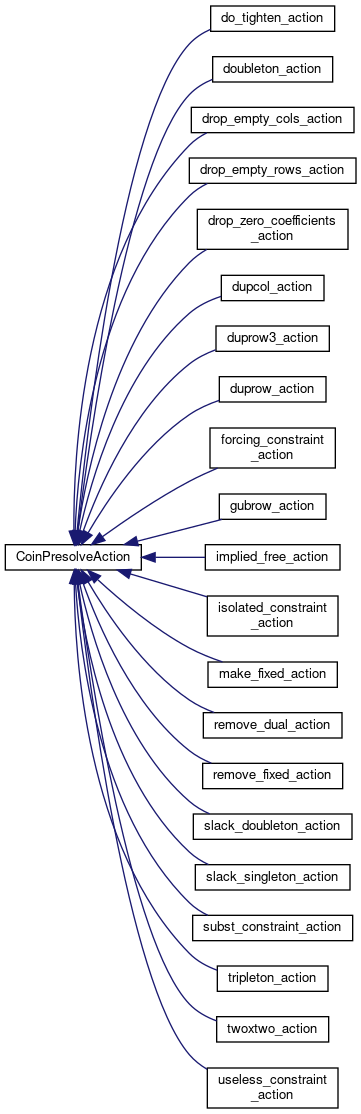 do_tighten_action
doubleton_action
drop_empty_cols_action
drop_empty_rows_action
drop_zero_coefficients
_action
dupcol_action
duprow3_action
duprow_action
forcing_constraint
_action
gubrow_action
CoinPresolveAction
implied_free_action
isolated_constraint
_action
make_fixed_action
remove_dual_action
remove_fixed_action
slack_doubleton_action
slack_singleton_action
subst_constraint_action
tripleton_action
twoxtwo_action
useless_constraint
_action